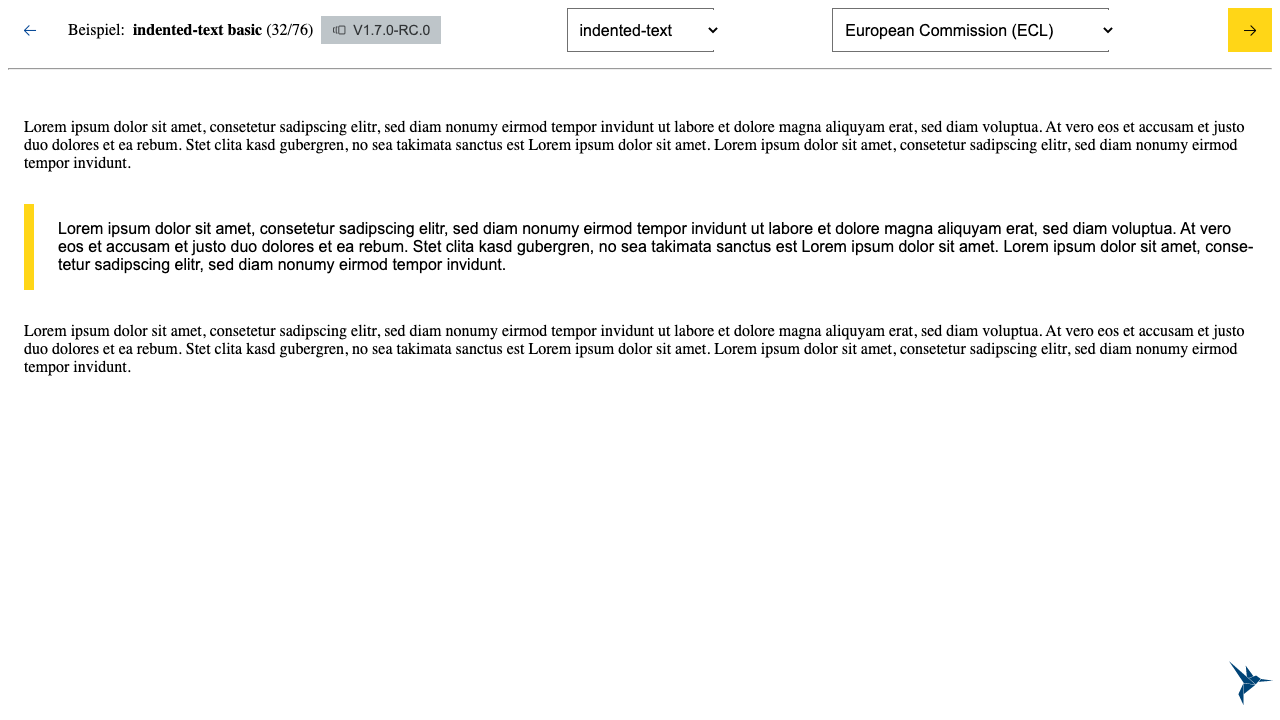 Beispiel: indented-text basic (32/76) V1.7.0-RC.0 indented-text European Commission (ECL)
Lorem ipsum dolor sit amet, consetetur sadipscing elitr, sed diam nonumy eirmod tempor invidunt ut labore et dolore magna aliquyam erat, sed diam voluptua. At vero eos et accusam et justo
duo dolores et ea rebum. Stet clita kasd gubergren, no sea takimata sanctus est Lorem ipsum dolor sit amet. Lorem ipsum dolor sit amet, consetetur sadipscing elitr, sed diam nonumy eirmod
tempor invidunt.
Lorem ipsum dolor sit amet, consetetur sadipscing elitr, sed diam nonumy eirmod tempor invidunt ut labore et dolore magna aliquyam erat, sed diam voluptua. At vero
eos et accusam et justo duo dolores et ea rebum. Stet clita kasd gubergren, no sea takimata sanctus est Lorem ipsum dolor sit amet. Lorem ipsum dolor sit amet, conse-
tetur sadipscing elitr, sed diam nonumy eirmod tempor invidunt.
Lorem ipsum dolor sit amet, consetetur sadipscing elitr, sed diam nonumy eirmod tempor invidunt ut labore et dolore magna aliquyam erat, sed diam voluptua. At vero eos et accusam et justo
duo dolores et ea rebum. Stet clita kasd gubergren, no sea takimata sanctus est Lorem ipsum dolor sit amet. Lorem ipsum dolor sit amet, consetetur sadipscing elitr, sed diam nonumy eirmod
tempor invidunt.